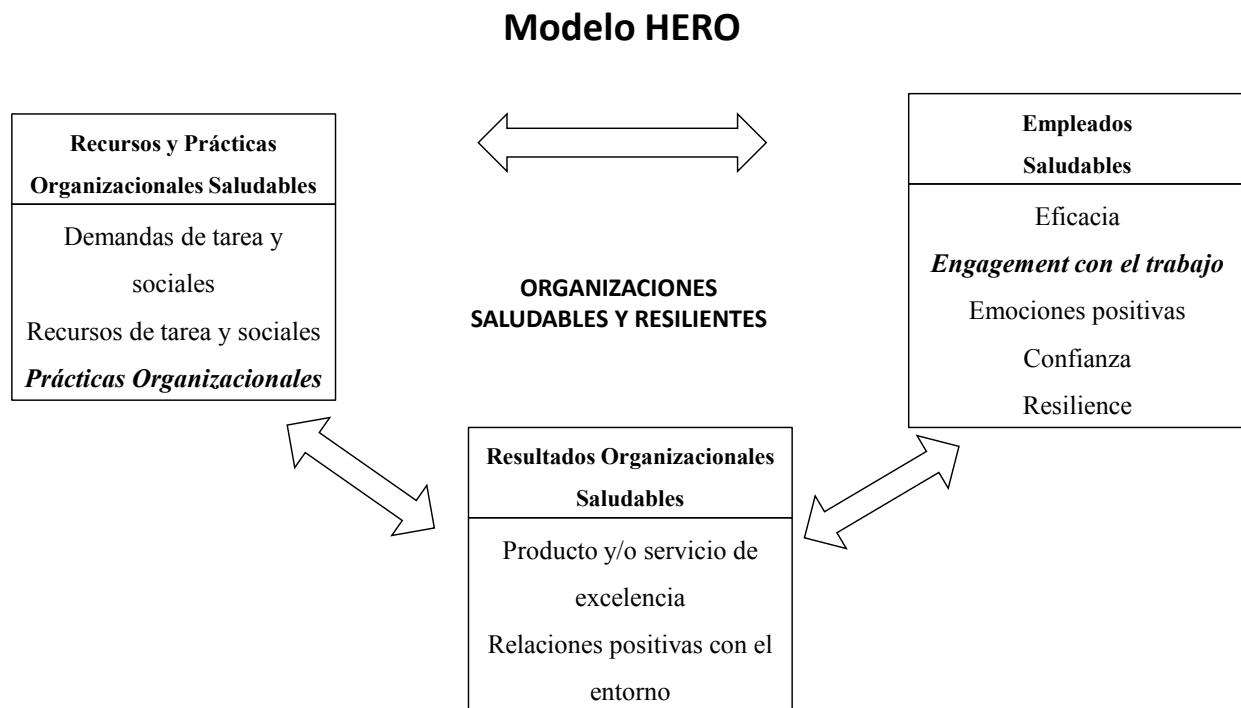 Modelo HERO
Recursos y Prácticas
Organizacionales Saludables
Demandas de tarea y
sociales
Recursos de tarea y sociales
Prácticas Organizacionales
ORGANIZACIONES
SALUDABLES Y RESILIENTES
Empleados
Saludables
Eficacia
Engagement con el trabajo
Emociones positivas
Confianza
Resilience
Resultados Organizacionales
Saludables
Producto y/o servicio de
excelencia
Relaciones positivas con el
entorno